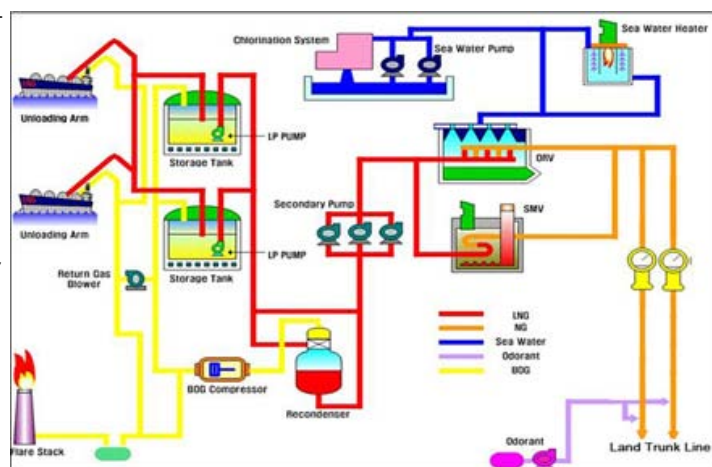 Chlorination System
Sea Water Pump
Sea Water Heater
Unloading Arm
LP PUMP
Storage Tank
ORV
Secondary Pump
SMV
Unloading Arm
LP PUMP
Storage Tank
Return Gas
Blower
LNG
NG
Sea Water
Odorant
BOG
BOG Compressor
Recondenser
Flare Stack
Odorant
Land Trunk Line